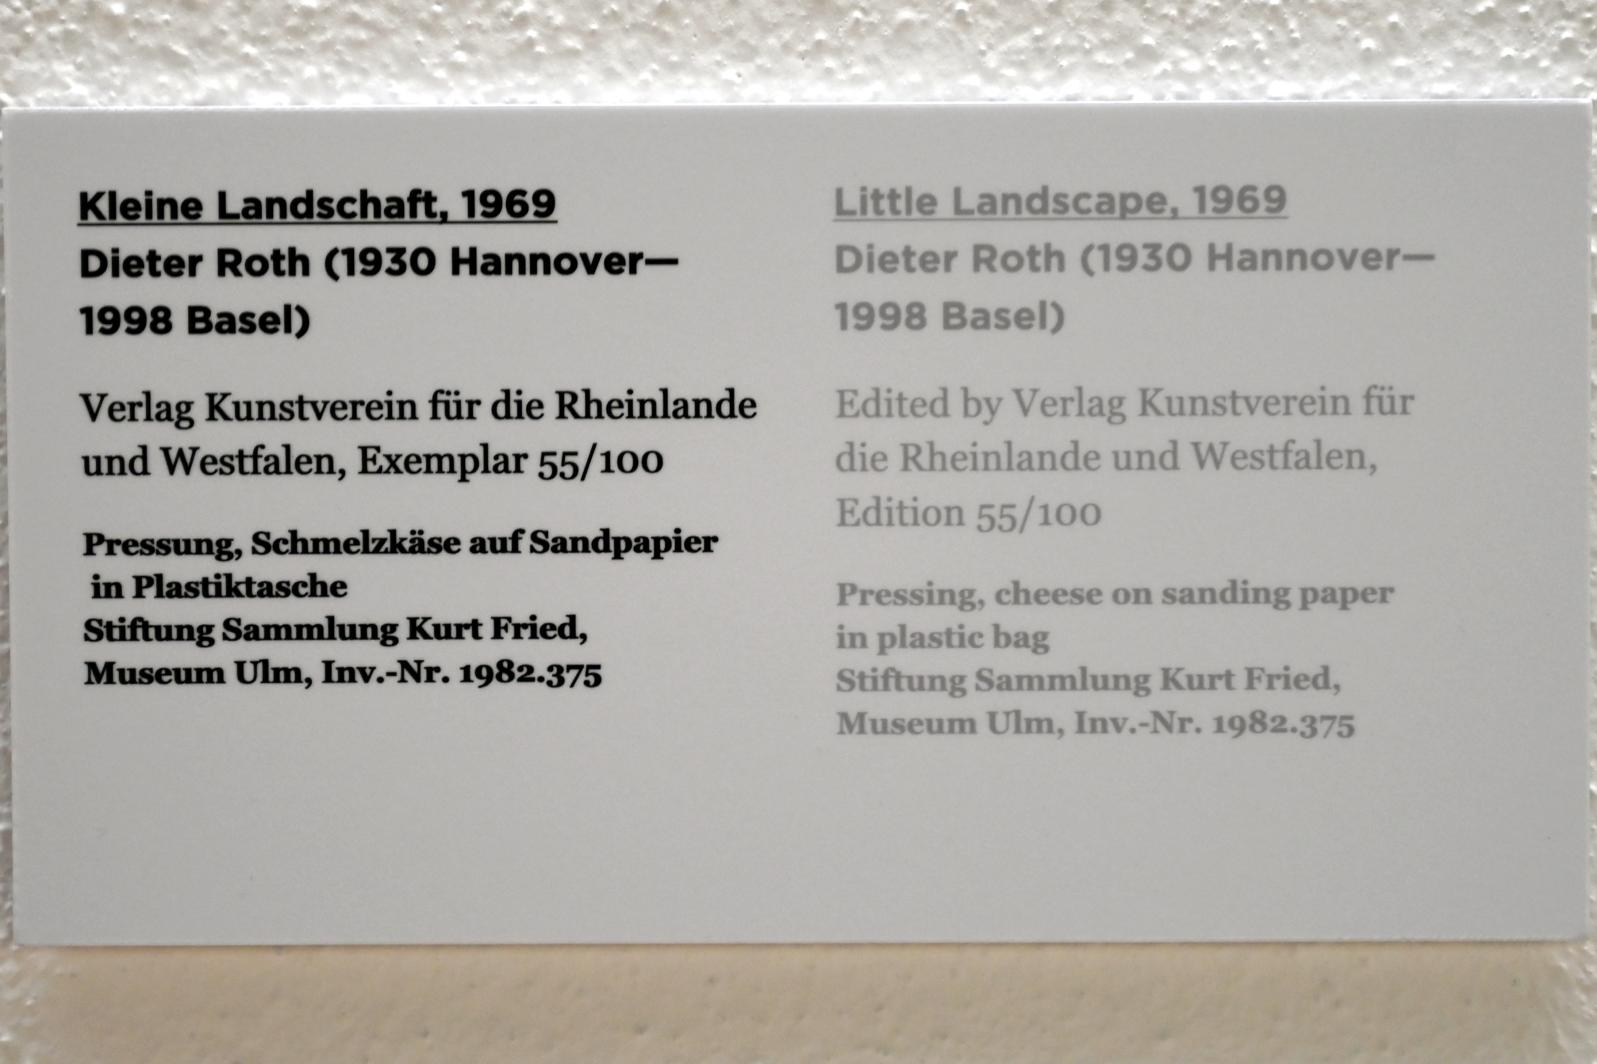 Kleine Landschaft, 1969
Dieter Roth (1930 Hannover—
1998 Basel)
Verlag Kunstverein für die Rheinlande
und Westfalen, Exemplar 55/100
Pressung, Schmelzkäse auf Sandpapier
in Plastiktasche
Stiftung Sammlung Kurt Fried,
Museum Ulm, Inv.-Nr. 1982.375
Little Landscape, 1969
Dieter Roth (1930 Hannover—
1998 Basel)
Edited by Verlag Kunstverein für
die Rheinlande und Westfalen,
Edition 55/100
Pressing, cheese on sanding paper
in plastic bag
Stiftung Sammlung Kurt Fried,
Museum Ulm, Inv.-Nr. 1982.375